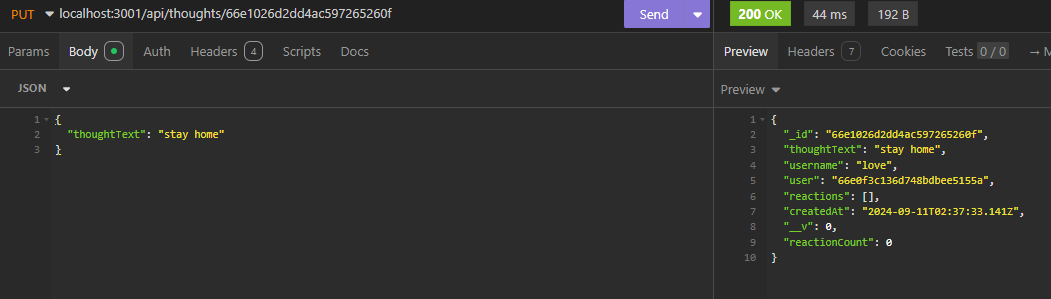 PUT localhost:3001/api/thoughts/66e1026d2dd4ac597265260f Send 200 OK 44 ms 192 B
Params Body Auth Headers 4 Scripts Docs Preview Headers 7 Cookies Tests 0 / 0 → M
JSON Preview
1 {
2 "thoughtText": "stay home"
3 }
1 {
2 "_id": "66e1026d2dd4ac597265260f",
3 "thoughtText": "stay home",
4 "username": "love",
5 "user": "66e0f3c136d748bdbee5155a",
6 "reactions": [],
7 "createdAt": "2024-09-11T02:37:33.141Z",
8 "__v": 0,
9 "reactionCount": 0
10 }